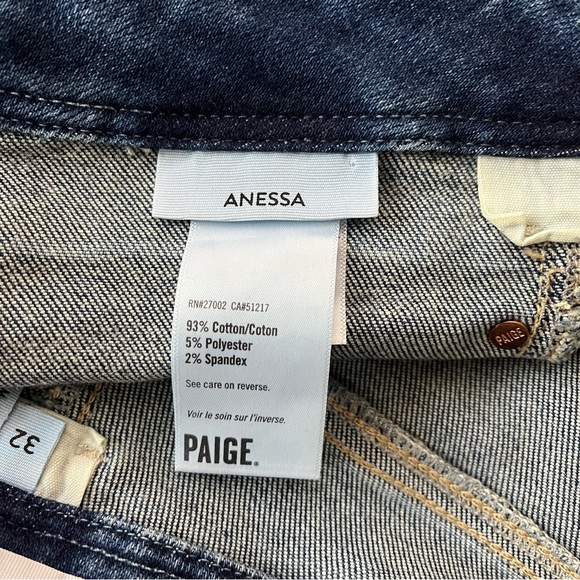 ANESSA
RN#27002 CA#51217
93% Cotton/Coton
5% Polyester
2% Spandex
See care on reverse.
Voir le soin sur l'inverse.
PAIGE®
PAIGE
32